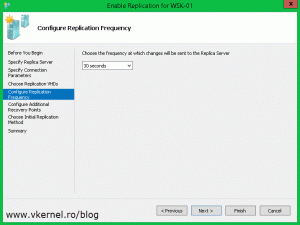 Enable Replication for WSK-01
Configure Replication Frequency
Before You Begin
Specify Replica Server
Specify Connection
Parameters
Choose Replication VHDs
Configure Replication
Frequency
Configure Additional
Recovery Points
Choose Initial Replication
Method
Summary
Choose the frequency at which changes will be sent to the Replica Server
30 seconds
< Previous
Next >
Finish
Cancel
www.vkernel.ro/blog